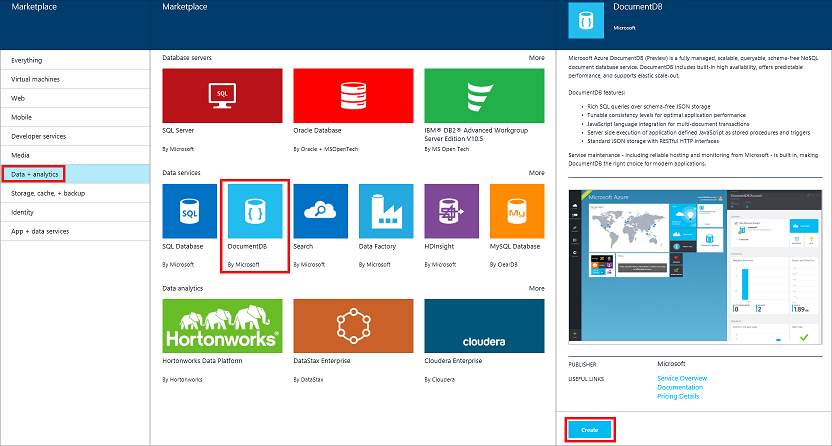 Marketplace
Everything
Virtual machines
Web
Mobile
Developer services
Media
Data + analytics
Storage, cache, + backup
Identity
App + data services
Marketplace
Database servers
More
SQL
SQL Server
By Microsoft
Oracle Database
By Oracle + MSOpenTech
IBM® DB2® Advanced Workgroup
Server Edition V10.5
By MS Open Tech
Data services
More
SQL
SQL Database
By Microsoft
{ }
DocumentDB
By Microsoft
Search
By Microsoft
Data Factory
By Microsoft
HDInsight
By Microsoft
My
MySQL Database
By ClearDB
Data analytics
More
Hortonworks
Hortonworks Data Platform
By Hortonworks
DataStax Enterprise
By DataStax
cloudera
Cloudera Enterprise
By Cloudera
DocumentDB
Microsoft
Microsoft Azure DocumentDB (Preview) is a fully managed, scalable, queryable, schema-free NoSQL
document database service. DocumentDB includes built-in high availability, offers predictable
performance, and supports elastic scale-out.
DocumentDB features:
• Rich SQL queries over schema-free JSON storage
• Tunable consistency levels for optimal application performance
• JavaScript language integration for multi-document transactions
• Server side execution of application defined JavaScript as stored procedures and triggers
• Standard JSON storage with RESTful HTTP interfaces
Service maintenance - including reliable hosting and monitoring from Microsoft - is built in, making
DocumentDB the right choice for modern applications.
Microsoft Azure
DocumentDB Account
0
2
1.89
PUBLISHER
Microsoft
USEFUL LINKS
Service Overview
Documentation
Pricing Details
Create